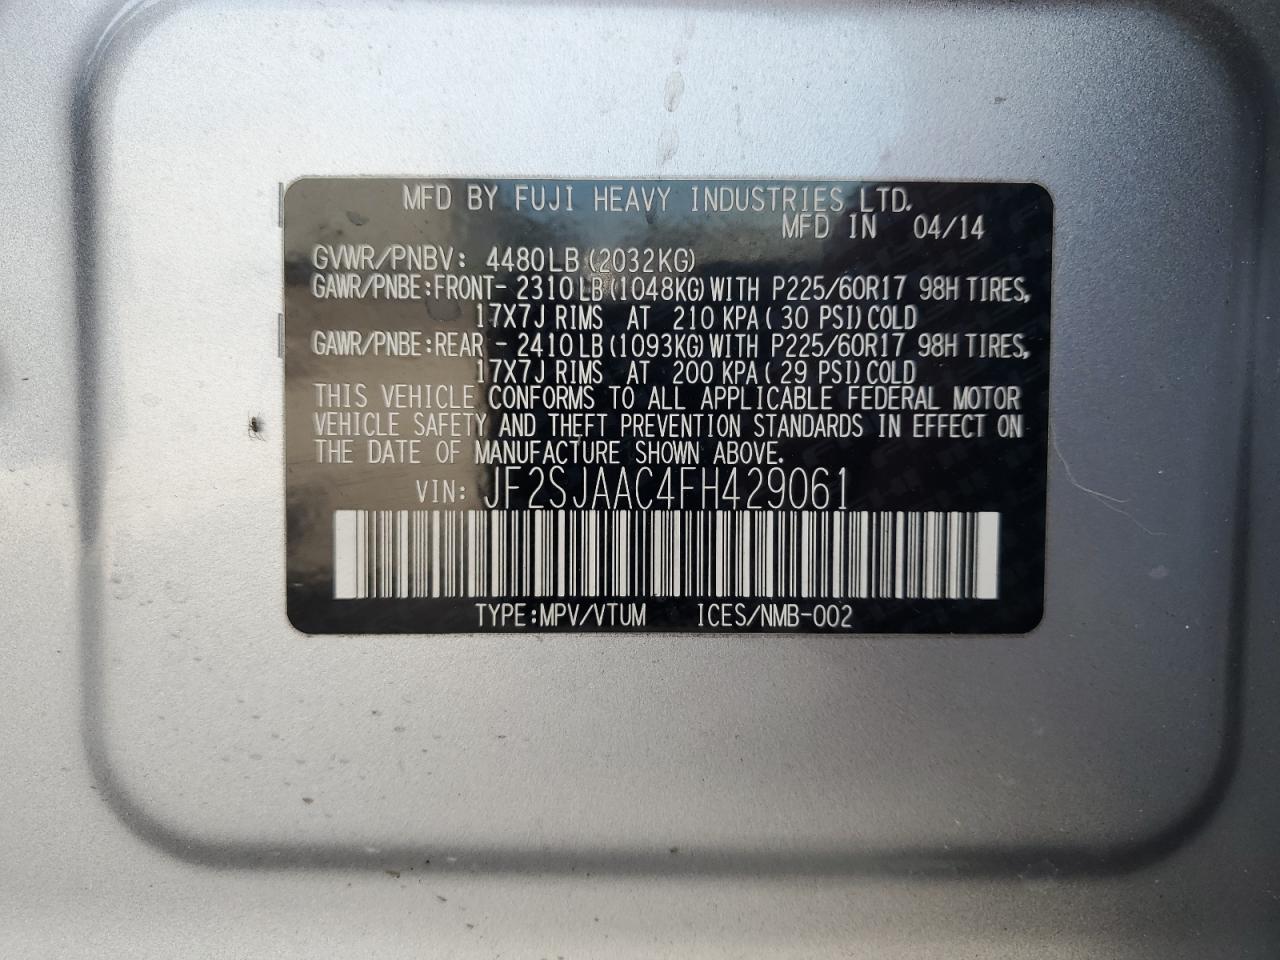 MFD BY FUJI HEAVY INDUSTRIES LTD.
MFD IN 04/14
GVWR/PNBV: 4480LB(2032KG)
GAWR/PNBE:FRONT- 2310LB(1048KG)WITH P225/60R17 98H TIRES,
17X7J RIMS AT 210 KPA( 30 PSI)COLD
GAWR/PNBE:REAR - 2410LB(1093KG)WITH P225/60R17 98H TIRES,
17X7J RIMS AT 200 KPA( 29 PSI)COLD
THIS VEHICLE CONFORMS TO ALL APPLICABLE FEDERAL MOTOR
VEHICLE SAFETY AND THEFT PREVENTION STANDARDS IN EFFECT ON
THE DATE OF MANUFACTURE SHOWN ABOVE.
VIN: JF2SJAAC4FH429061
TYPE:MPV/VTUM ICES/NMB-002